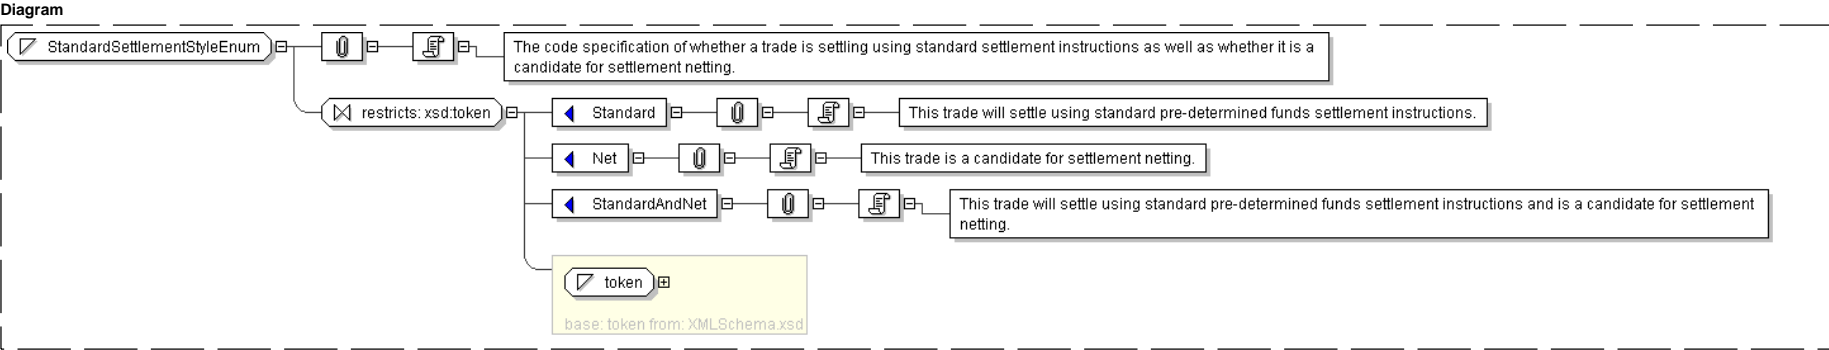 Diagram
StandardSettlementStyleEnum
The code specification of whether a trade is settling using standard settlement instructions as well as whether it is a
candidate for settlement netting.
restricts: xsd:token
Standard
This trade will settle using standard pre-determined funds settlement instructions.
Net
This trade is a candidate for settlement netting.
StandardAndNet
This trade will settle using standard pre-determined funds settlement instructions and is a candidate for settlement
netting.
token
base: token from: XMLSchema.xsd